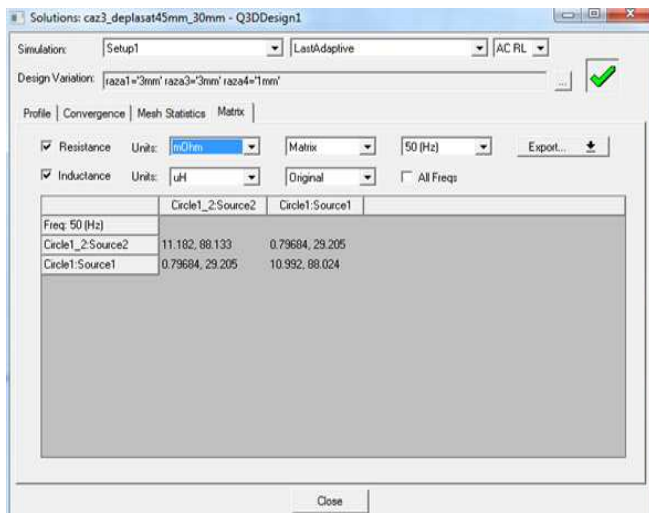 Solutions: caz3_deplasat45mm_30mm - Q3DDesign1
Simulation: Setup1 LastAdaptive AC RL
Design Variation: raza1='3mm' raza3='3mm' raza4='1mm' ...
Profile Convergence Mesh Statistics Matrix
Resistance Units: mOhm Matrix 50 (Hz) Export...
Inductance Units: uH Original All Freqs
Circle1_2:Source2 Circle1:Source1
Freq: 50 (Hz)
Circle1_2:Source2 11.182, 88.133 0.79684, 29.205
Circle1:Source1 0.79684, 29.205 10.992, 88.024
Close